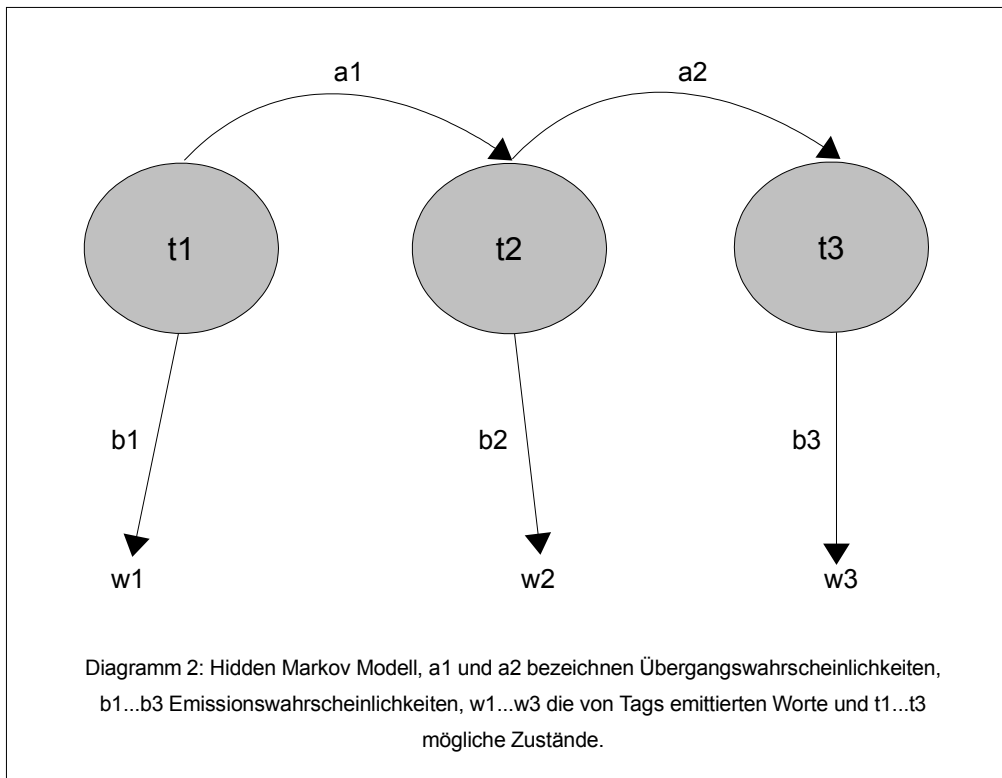 a1 a2
t1 t2 t3
b1 b2 b3
w1 w2 w3
Diagramm 2: Hidden Markov Modell, a1 und a2 bezeichnen Übergangswahrscheinlichkeiten,
b1...b3 Emissionswahrscheinlichkeiten, w1...w3 die von Tags emittierten Worte und t1...t3
mögliche Zustände.